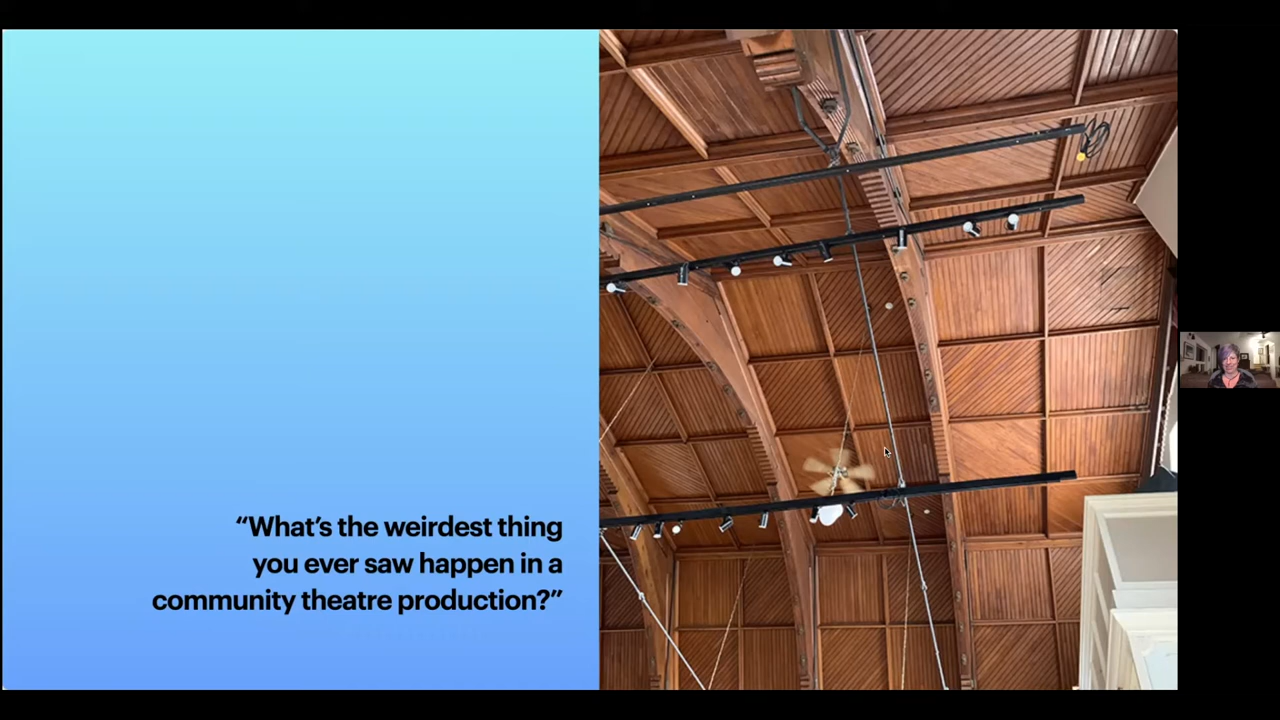 “What’s the weirdest thing
you ever saw happen in a
community theatre production?”